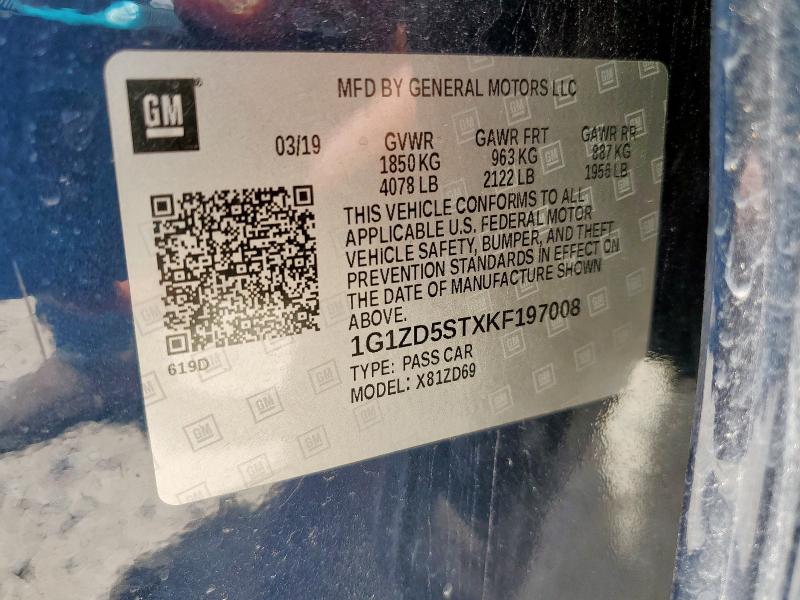 GM
MFD BY GENERAL MOTORS LLC
03/19
GVWR
1850 KG
4078 LB
GAWR FRT
963 KG
2122 LB
GAWR RR
887 KG
1956 LB
THIS VEHICLE CONFORMS TO ALL
APPLICABLE U.S. FEDERAL MOTOR
VEHICLE SAFETY, BUMPER, AND THEFT
PREVENTION STANDARDS IN EFFECT ON
THE DATE OF MANUFACTURE SHOWN
ABOVE.
1G1ZD5STXKF197008
TYPE: PASS CAR
MODEL: X81ZD69
619D